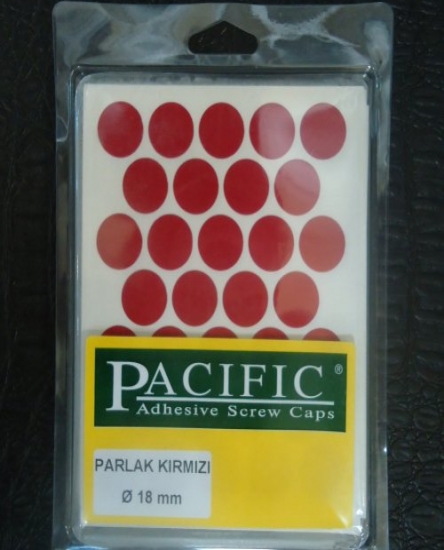 PACIFIC®
Adhesive Screw Caps
PARLAK KIRMIZI
Ø 18 mm